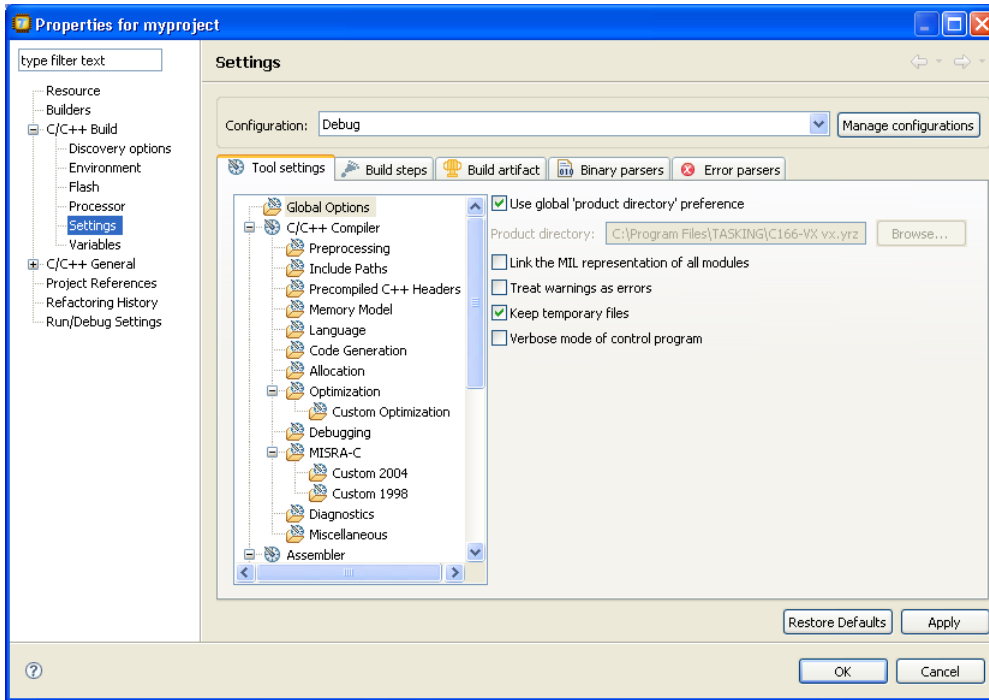 Properties for myproject
type filter text
Resource
Builders
C/C++ Build
Discovery options
Environment
Flash
Processor
Settings
Variables
C/C++ General
Project References
Refactoring History
Run/Debug Settings
Settings
Configuration: Debug Manage configurations
Tool settings Build steps Build artifact Binary parsers Error parsers
Global Options
C/C++ Compiler
Preprocessing
Include Paths
Precompiled C++ Headers
Memory Model
Language
Code Generation
Allocation
Optimization
Custom Optimization
Debugging
MISRA-C
Custom 2004
Custom 1998
Diagnostics
Miscellaneous
Assembler
Use global 'product directory' preference
Product directory: C:\Program Files\TASKING\C166-VX vx.yrz Browse...
Link the MIL representation of all modules
Treat warnings as errors
Keep temporary files
Verbose mode of control program
Restore Defaults Apply
OK Cancel